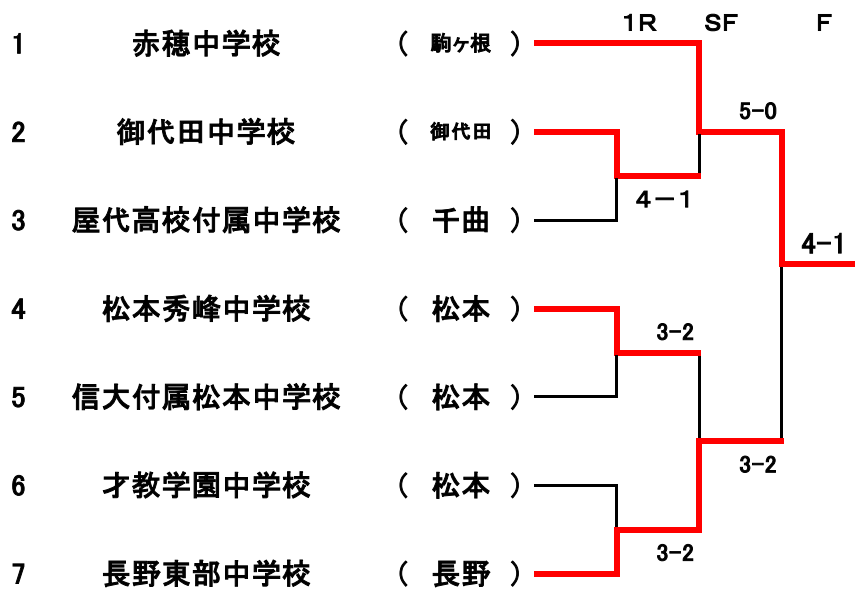 1R SF F
1 赤穂中学校 ( 駒ヶ根 )
5-0
2 御代田中学校 ( 御代田 )
4－1
3 屋代高校付属中学校 ( 千曲 )
4-1
4 松本秀峰中学校 ( 松本 )
3-2
5 信大付属松本中学校 ( 松本 )
3-2
6 才教学園中学校 ( 松本 )
3-2
7 長野東部中学校 ( 長野 )